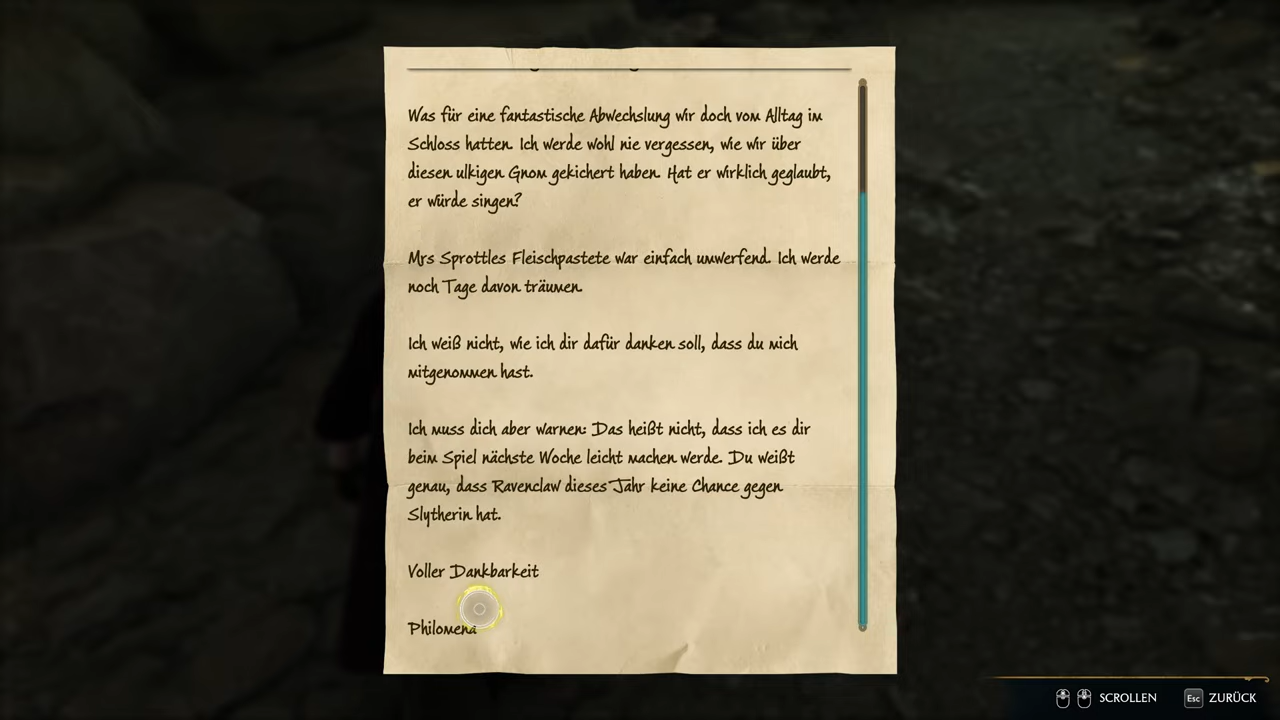 Was für eine fantastische Abwechslung wir doch vom Alltag im
Schloss hatten. Ich werde wohl nie vergessen, wie wir über
diesen ulkigen Gnom gekichert haben. Hat er wirklich geglaubt,
er würde singen?
Mrs Sprottles Fleischpastete war einfach umwerfend. Ich werde
noch Tage davon träumen.
Ich weiß nicht, wie ich dir dafür danken soll, dass du mich
mitgenommen hast.
Ich muss dich aber warnen: Das heißt nicht, dass ich es dir
beim Spiel nächste Woche leicht machen werde. Du weißt
genau, dass Ravenclaw dieses Jahr keine Chance gegen
Slytherin hat.
Voller Dankbarkeit
Philomena
SCROLLEN
Esc ZURÜCK